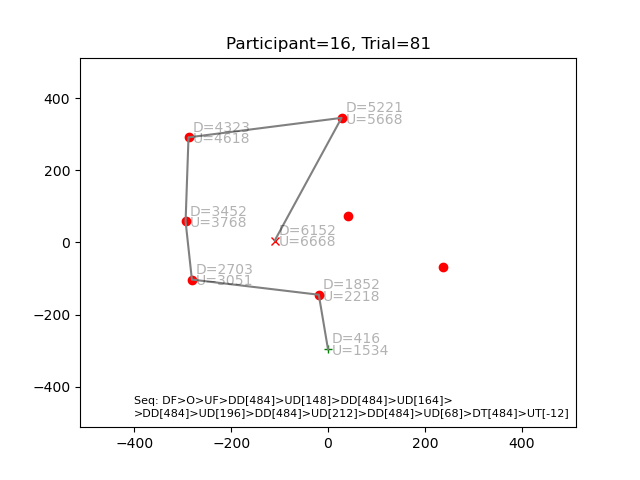 Participant=16, Trial=81
400
200
0
−200
−400
D=5221
U=5668
D=4323
U=4618
D=3452
U=3768
D=6152
U=6668
D=2703
U=3051
D=1852
U=2218
D=416
U=1534
Seq: DF>O>UF>DD[484]>UD[148]>DD[484]>UD[164]>
>DD[484]>UD[196]>DD[484]>UD[212]>DD[484]>UD[68]>DT[484]>UT[-12]
−400 −200 0 200 400